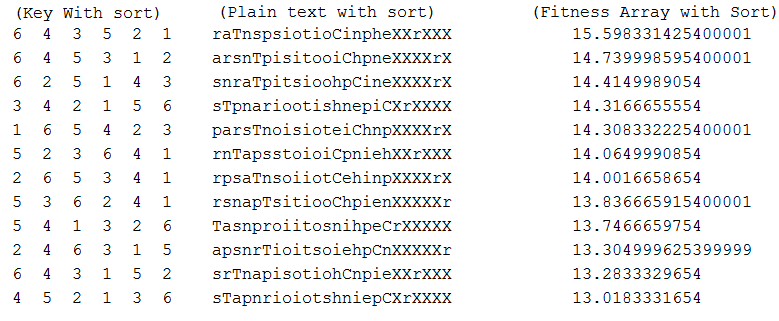 (Key With sort) (Plain text with sort) (Fitness Array with Sort)
6 4 3 5 2 1 raTnspsiotioCinpheXXrXXX 15.598331425400001
6 4 5 3 1 2 arsnTpisitooiChpneXXXXrX 14.739998595400001
6 2 5 1 4 3 snraTpitsioohpCineXXXXrX 14.4149989054
3 4 2 1 5 6 sTpnariootishnepiCXrXXXX 14.3166655554
1 6 5 4 2 3 parsTnoisioteiChnpXXXXrX 14.308332225400001
5 2 3 6 4 1 rnTapsstoioiCpniehXXrXXX 14.0649990854
2 6 5 3 4 1 rpsaTnsoiiotCehinpXXXXrX 14.0016658654
5 3 6 2 4 1 rsnapTsitiooChpienXXXXXr 13.836665915400001
5 4 1 3 2 6 TasnproiitosnihpeCrXXXXX 13.7466659754
2 4 6 3 1 5 apsnrTioitsoiehpCnXXXXXr 13.304999625399999
6 4 3 1 5 2 srTnapisotiohCnpieXXrXXX 13.2833329654
4 5 2 1 3 6 sTapnrioiotshniepCXrXXXX 13.0183331654